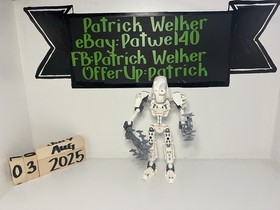 Patrick Welker
eBay: Patwel40
FB:Patrick Welker
OfferUp:Patrick
Aug
03 2025